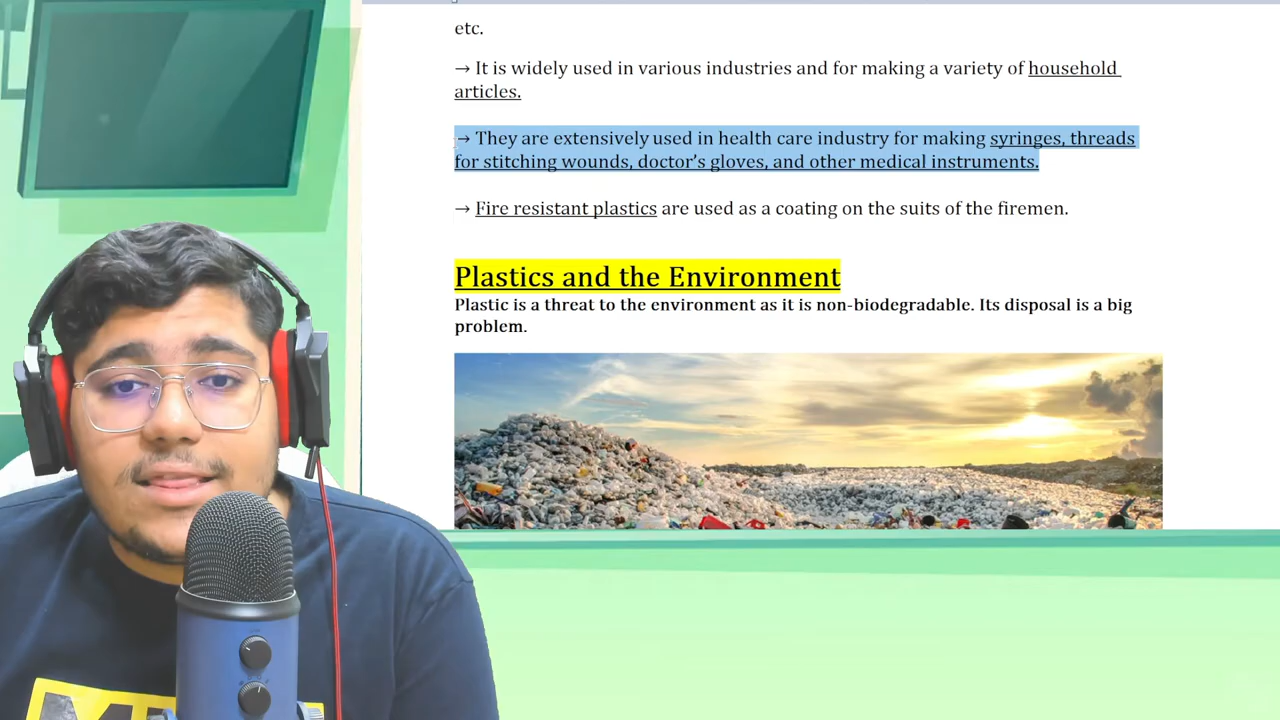 etc.
→ It is widely used in various industries and for making a variety of household
articles.
→ They are extensively used in health care industry for making syringes, threads
for stitching wounds, doctor’s gloves, and other medical instruments.
→ Fire resistant plastics are used as a coating on the suits of the firemen.
Plastics and the Environment
Plastic is a threat to the environment as it is non-biodegradable. Its disposal is a big
problem.